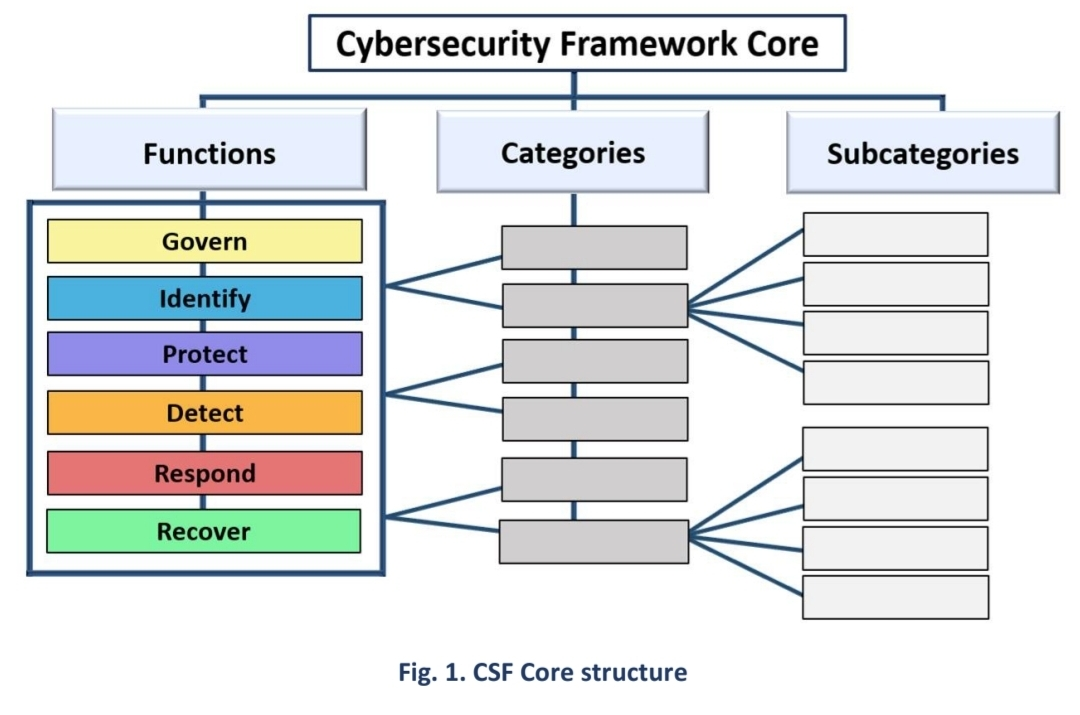 Cybersecurity Framework Core
Functions
Categories
Subcategories
Govern
Identify
Protect
Detect
Respond
Recover
Fig. 1. CSF Core structure